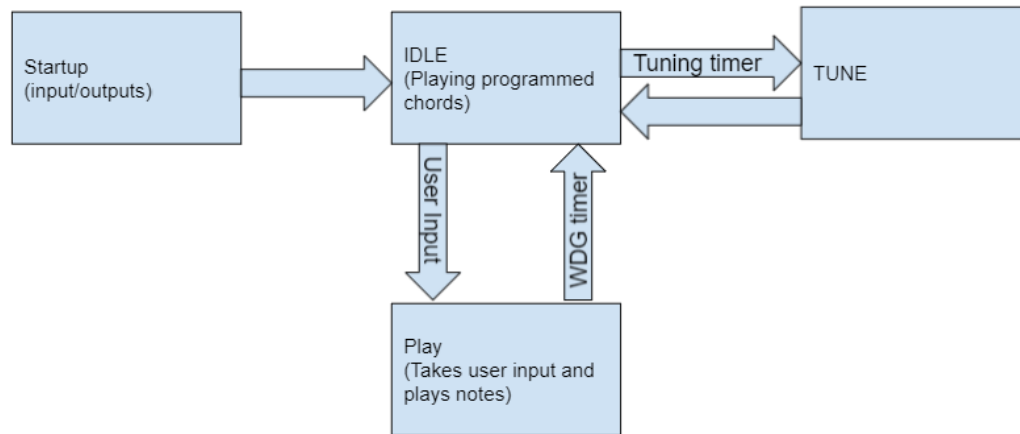 Startup
(input/outputs)
IDLE
(Playing programmed
chords)
Tuning timer
TUNE
User Input
WDG timer
Play
(Takes user input and
plays notes)